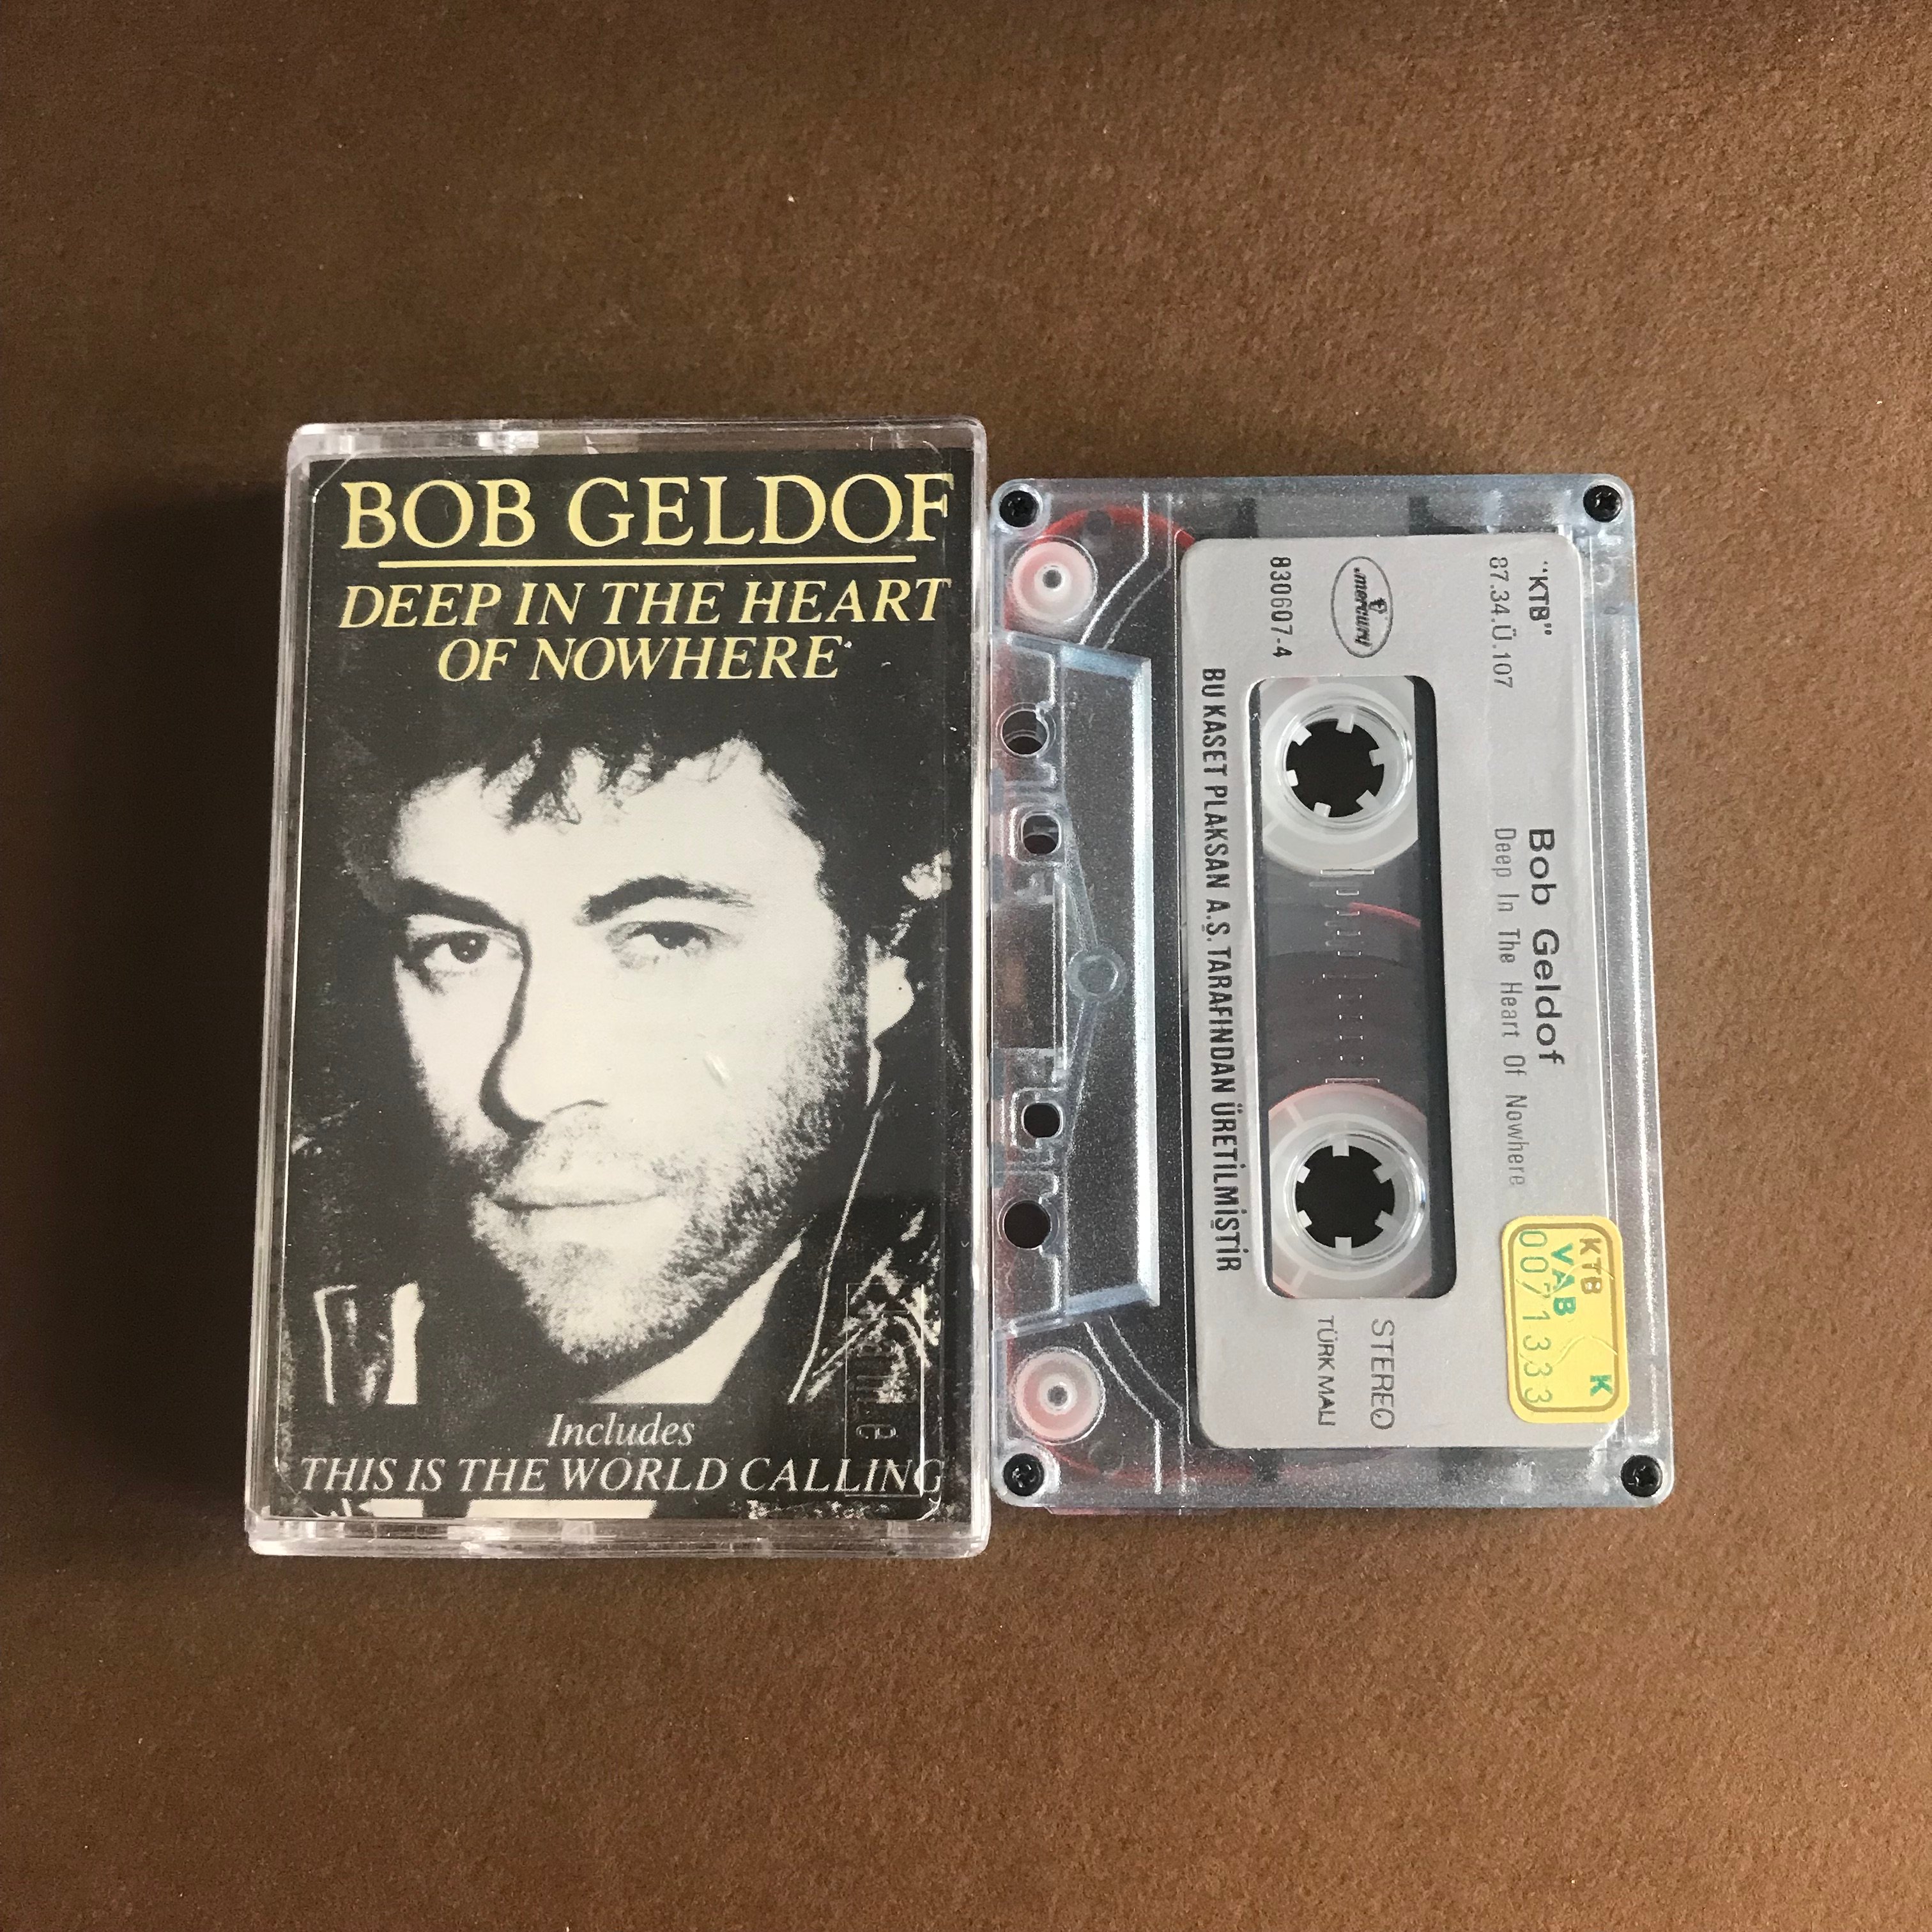 BOB GELDOF
DEEP IN THE HEART
OF NOWHERE
Includes
THIS IS THE WORLD CALLING
"KTB"
87.34.Ü.107
mercury
830607-4
Bob Geldof
Deep In The Heart Of Nowhere
BU KASET PLAKSAN A.Ş. TARAFINDAN ÜRETİLMİŞTİR
STEREO
TÜRK MALI
KTB K
VAB
0071333